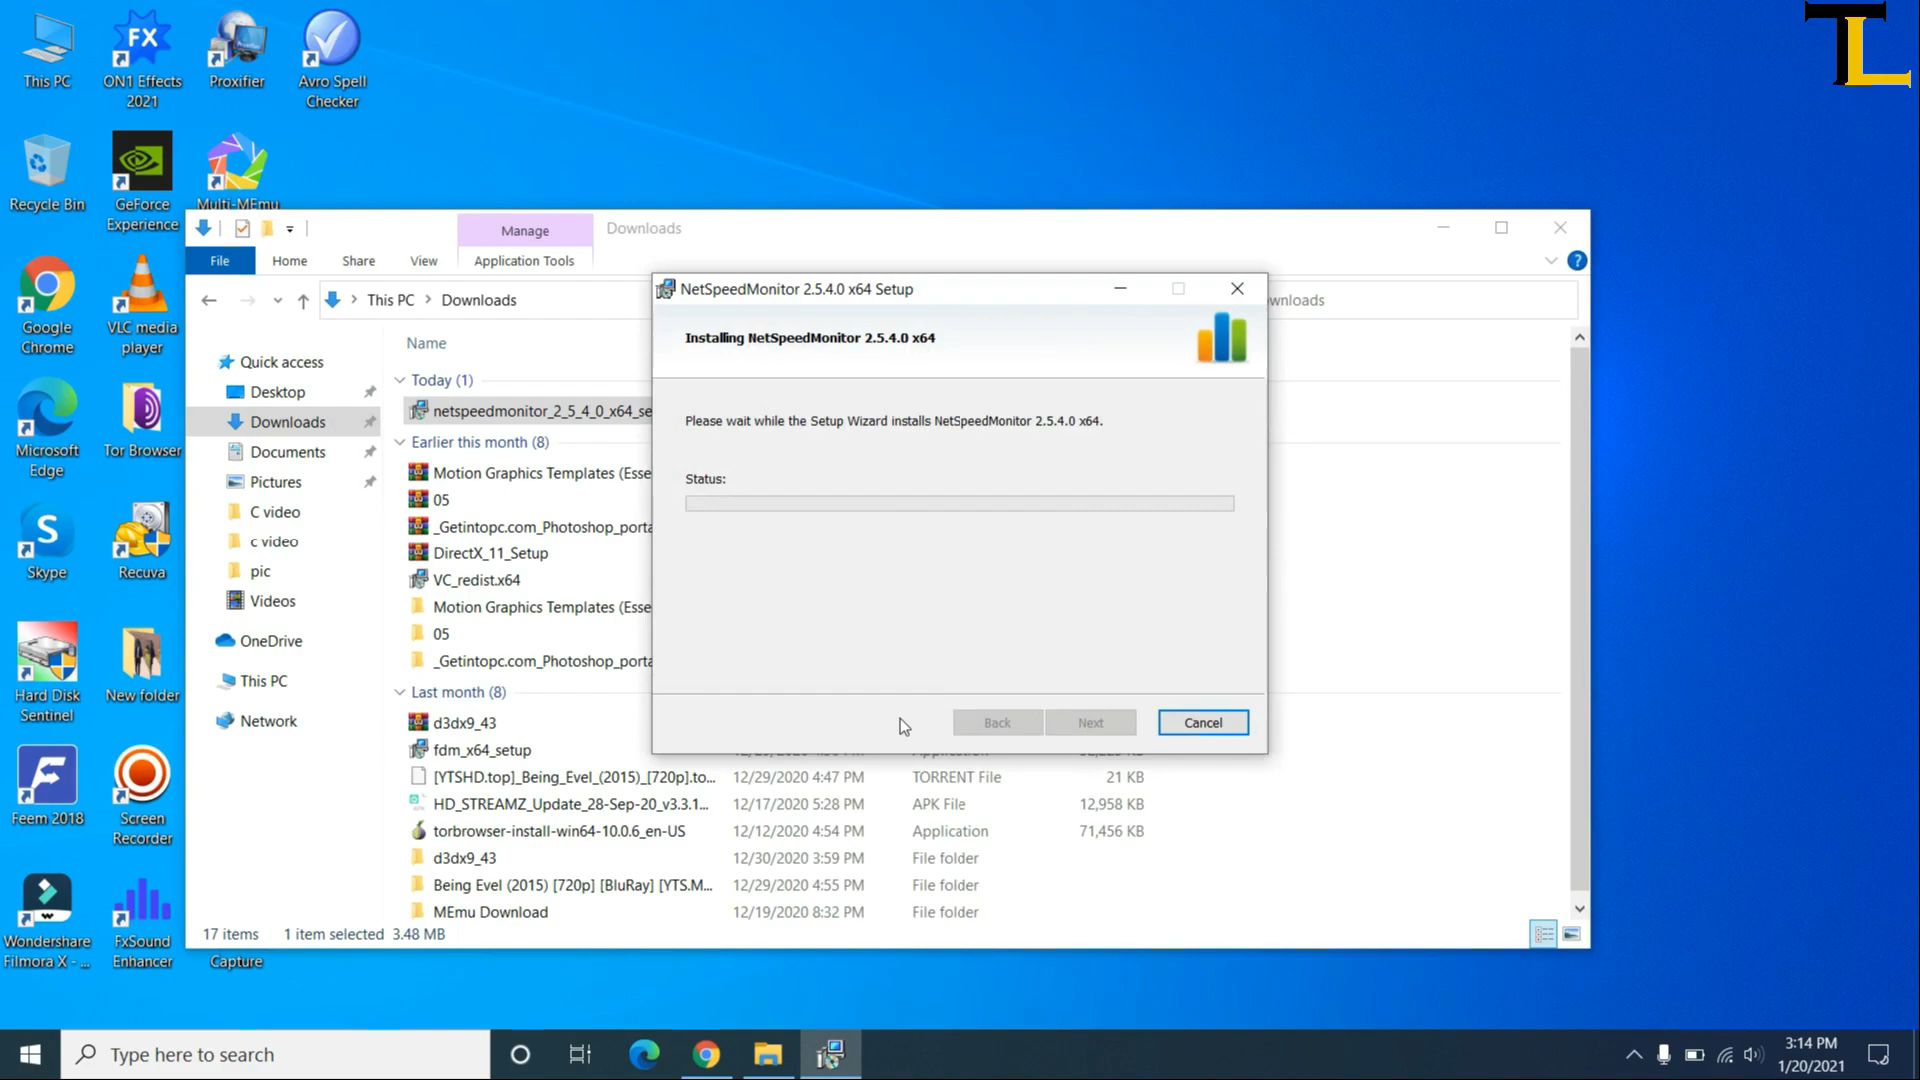 This PC
ON1 Effects
2021
Proxifier
Avro Spell
Checker
Recycle Bin
GeForce
Experience
Multi-MEmu
Google
Chrome
VLC media
player
Microsoft
Edge
Tor Browser
Skype
Recuva
Hard Disk
Sentinel
New folder
Feem 2018
Screen
Recorder
Wondershare
Filmora X - ...
FxSound
Enhancer
Capture
TL
Manage
Downloads
File
Home
Share
View
Application Tools
This PC > Downloads
wnloads
Quick access
Desktop
Downloads
Documents
Pictures
C video
c video
pic
Videos
OneDrive
This PC
Network
Name
Today (1)
netspeedmonitor_2_5_4_0_x64_se
Earlier this month (8)
Motion Graphics Templates (Esse
05
_Getintopc.com_Photoshop_porta
DirectX_11_Setup
VC_redist.x64
Motion Graphics Templates (Esse
05
_Getintopc.com_Photoshop_porta
Last month (8)
d3dx9_43
fdm_x64_setup
[YTSHD.top]_Being_Evel_(2015)_[720p].to... 12/29/2020 4:47 PM TORRENT File 21 KB
HD_STREAMZ_Update_28-Sep-20_v3.3.1... 12/17/2020 5:28 PM APK File 12,958 KB
torbrowser-install-win64-10.0.6_en-US 12/12/2020 4:54 PM Application 71,456 KB
d3dx9_43 12/30/2020 3:59 PM File folder
Being Evel (2015) [720p] [BluRay] [YTS.M... 12/29/2020 4:55 PM File folder
MEmu Download 12/19/2020 8:32 PM File folder
17 items 1 item selected 3.48 MB
NetSpeedMonitor 2.5.4.0 x64 Setup
Installing NetSpeedMonitor 2.5.4.0 x64
Please wait while the Setup Wizard installs NetSpeedMonitor 2.5.4.0 x64.
Status:
Back
Next
Cancel
Type here to search
3:14 PM
1/20/2021